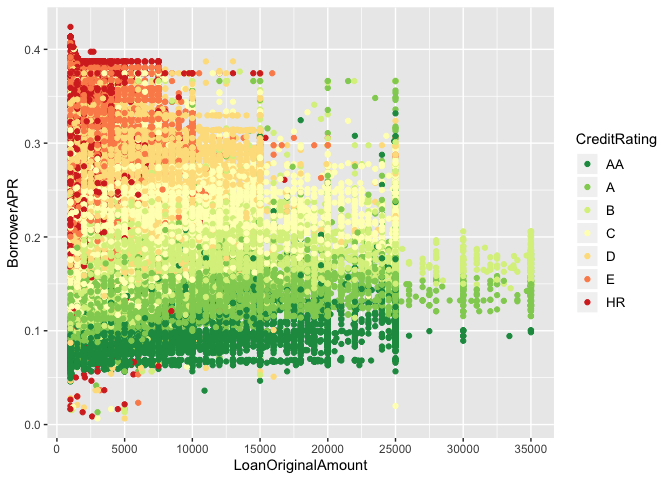 0.4
0.3
0.2
0.1
0.0
BorrowerAPR
0
5000
10000
15000
20000
25000
30000
35000
LoanOriginalAmount
CreditRating
AA
A
B
C
D
E
HR